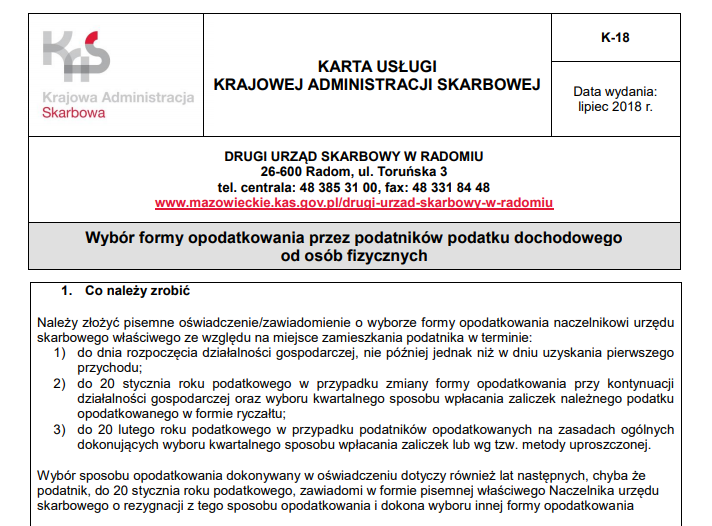 KAS
Krajowa Administracja
Skarbowa
KARTA USŁUGI
KRAJOWEJ ADMINISTRACJI SKARBOWEJ
K-18
Data wydania:
lipiec 2018 r.
DRUGI URZĄD SKARBOWY W RADOMIU
26-600 Radom, ul. Toruńska 3
tel. centrala: 48 385 31 00, fax: 48 331 84 48
www.mazowieckie.kas.gov.pl/drugi-urzad-skarbowy-w-radomiu
Wybór formy opodatkowania przez podatników podatku dochodowego
od osób fizycznych
1. Co należy zrobić
Należy złożyć pisemne oświadczenie/zawiadomienie o wyborze formy opodatkowania naczelnikowi urzędu
skarbowego właściwego ze względu na miejsce zamieszkania podatnika w terminie:
1) do dnia rozpoczęcia działalności gospodarczej, nie później jednak niż w dniu uzyskania pierwszego
przychodu;
2) do 20 stycznia roku podatkowego w przypadku zmiany formy opodatkowania przy kontynuacji
działalności gospodarczej oraz wyboru kwartalnego sposobu wpłacania zaliczek należnego podatku
opodatkowanego w formie ryczałtu;
3) do 20 lutego roku podatkowego w przypadku podatników opodatkowanych na zasadach ogólnych
dokonujących wyboru kwartalnego sposobu wpłacania zaliczek lub wg tzw. metody uproszczonej.
Wybór sposobu opodatkowania dokonywany w oświadczeniu dotyczy również lat następnych, chyba że
podatnik, do 20 stycznia roku podatkowego, zawiadomi w formie pisemnej właściwego Naczelnika urzędu
skarbowego o rezygnacji z tego sposobu opodatkowania i dokona wyboru innej formy opodatkowania